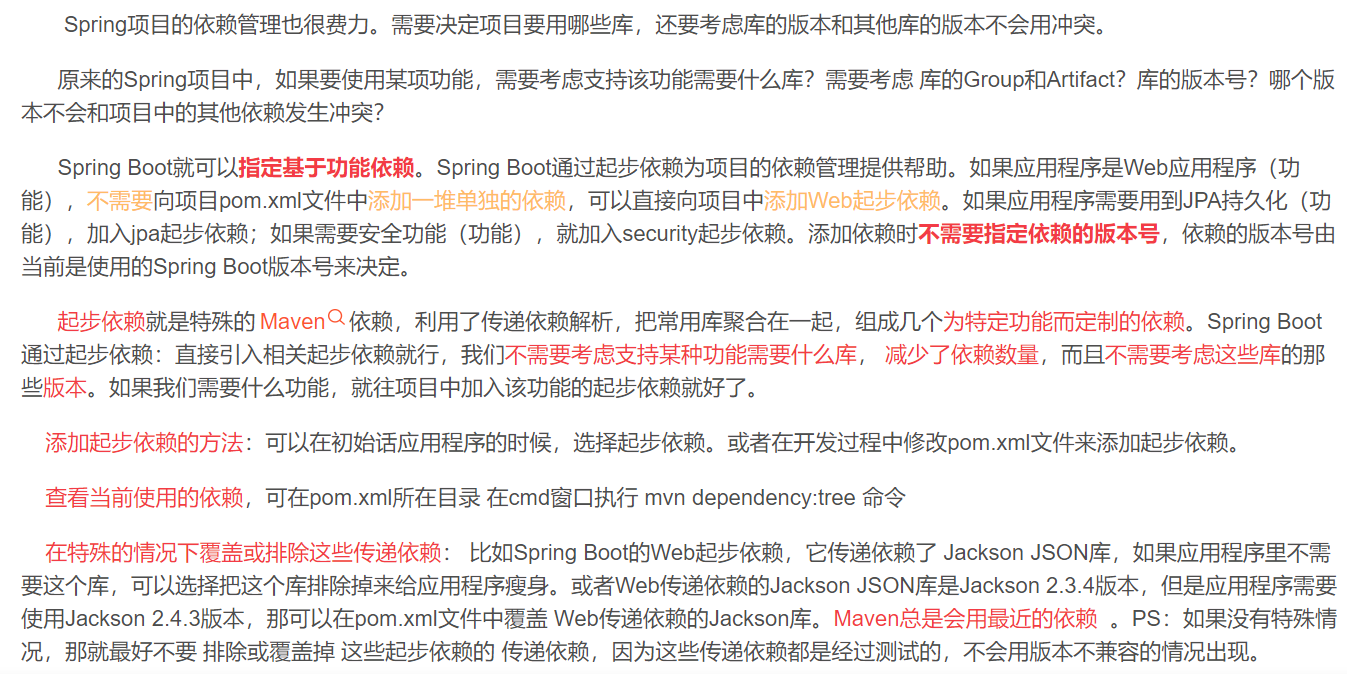 Spring项目的依赖管理也很费力。需要决定项目要用哪些库，还要考虑库的版本和其他库的版本不会用冲突。
原来的Spring项目中，如果要使用某项功能，需要考虑支持该功能需要什么库？需要考虑 库的Group和Artifact？库的版本号？哪个版
本不会和项目中的其他依赖发生冲突？
Spring Boot就可以指定基于功能依赖。Spring Boot通过起步依赖为项目的依赖管理提供帮助。如果应用程序是Web应用程序（功
能），不需要向项目pom.xml文件中添加一堆单独的依赖，可以直接向项目中添加Web起步依赖。如果应用程序需要用到JPA持久化（功
能），加入jpa起步依赖；如果需要安全功能（功能），就加入security起步依赖。添加依赖时不需要指定依赖的版本号，依赖的版本号由
当前是使用的Spring Boot版本号来决定。
起步依赖就是特殊的 Maven 依赖，利用了传递依赖解析，把常用库聚合在一起，组成几个为特定功能而定制的依赖。Spring Boot
通过起步依赖：直接引入相关起步依赖就行，我们不需要考虑支持某种功能需要什么库， 减少了依赖数量，而且不需要考虑这些库的那
些版本。如果我们需要什么功能，就往项目中加入该功能的起步依赖就好了。
添加起步依赖的方法：可以在初始话应用程序的时候，选择起步依赖。或者在开发过程中修改pom.xml文件来添加起步依赖。
查看当前使用的依赖，可在pom.xml所在目录 在cmd窗口执行 mvn dependency:tree 命令
在特殊的情况下覆盖或排除这些传递依赖： 比如Spring Boot的Web起步依赖，它传递依赖了 Jackson JSON库，如果应用程序里不需
要这个库，可以选择把这个库排除掉来给应用程序瘦身。或者Web传递依赖的Jackson JSON库是Jackson 2.3.4版本，但是应用程序需要
使用Jackson 2.4.3版本，那可以在pom.xml文件中覆盖 Web传递依赖的Jackson库。Maven总是会用最近的依赖 。PS：如果没有特殊情
况，那就最好不要 排除或覆盖掉 这些起步依赖的 传递依赖，因为这些传递依赖都是经过测试的，不会用版本不兼容的情况出现。